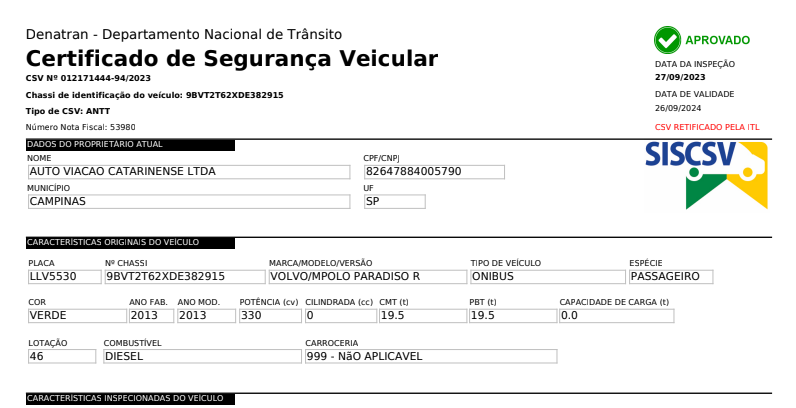 Denatran - Departamento Nacional de Trânsito
Certificado de Segurança Veicular
CSV Nº 012171444-94/2023
Chassi de identificação do veículo: 9BVT2T62XDE382915
Tipo de CSV: ANTT
Número Nota Fiscal: 53980
APROVADO
DATA DA INSPEÇÃO
27/09/2023
DATA DE VALIDADE
26/09/2024
CSV RETIFICADO PELA ITL
DADOS DO PROPRIETÁRIO ATUAL
SISCSV
NOME CPF/CNPJ
AUTO VIACAO CATARINENSE LTDA 82647884005790
MUNICÍPIO UF
CAMPINAS SP
CARACTERÍSTICAS ORIGINAIS DO VEÍCULO
PLACA Nº CHASSI MARCA/MODELO/VERSÃO TIPO DE VEÍCULO ESPÉCIE
LLV5530 9BVT2T62XDE382915 VOLVO/MPOLO PARADISO R ONIBUS PASSAGEIRO
COR ANO FAB. ANO MOD. POTÊNCIA (cv) CILINDRADA (cc) CMT (t) PBT (t) CAPACIDADE DE CARGA (t)
VERDE 2013 2013 330 0 19.5 19.5 0.0
LOTAÇÃO COMBUSTÍVEL CARROCERIA
46 DIESEL 999 - NãO APLICAVEL
CARACTERÍSTICAS INSPECIONADAS DO VEÍCULO